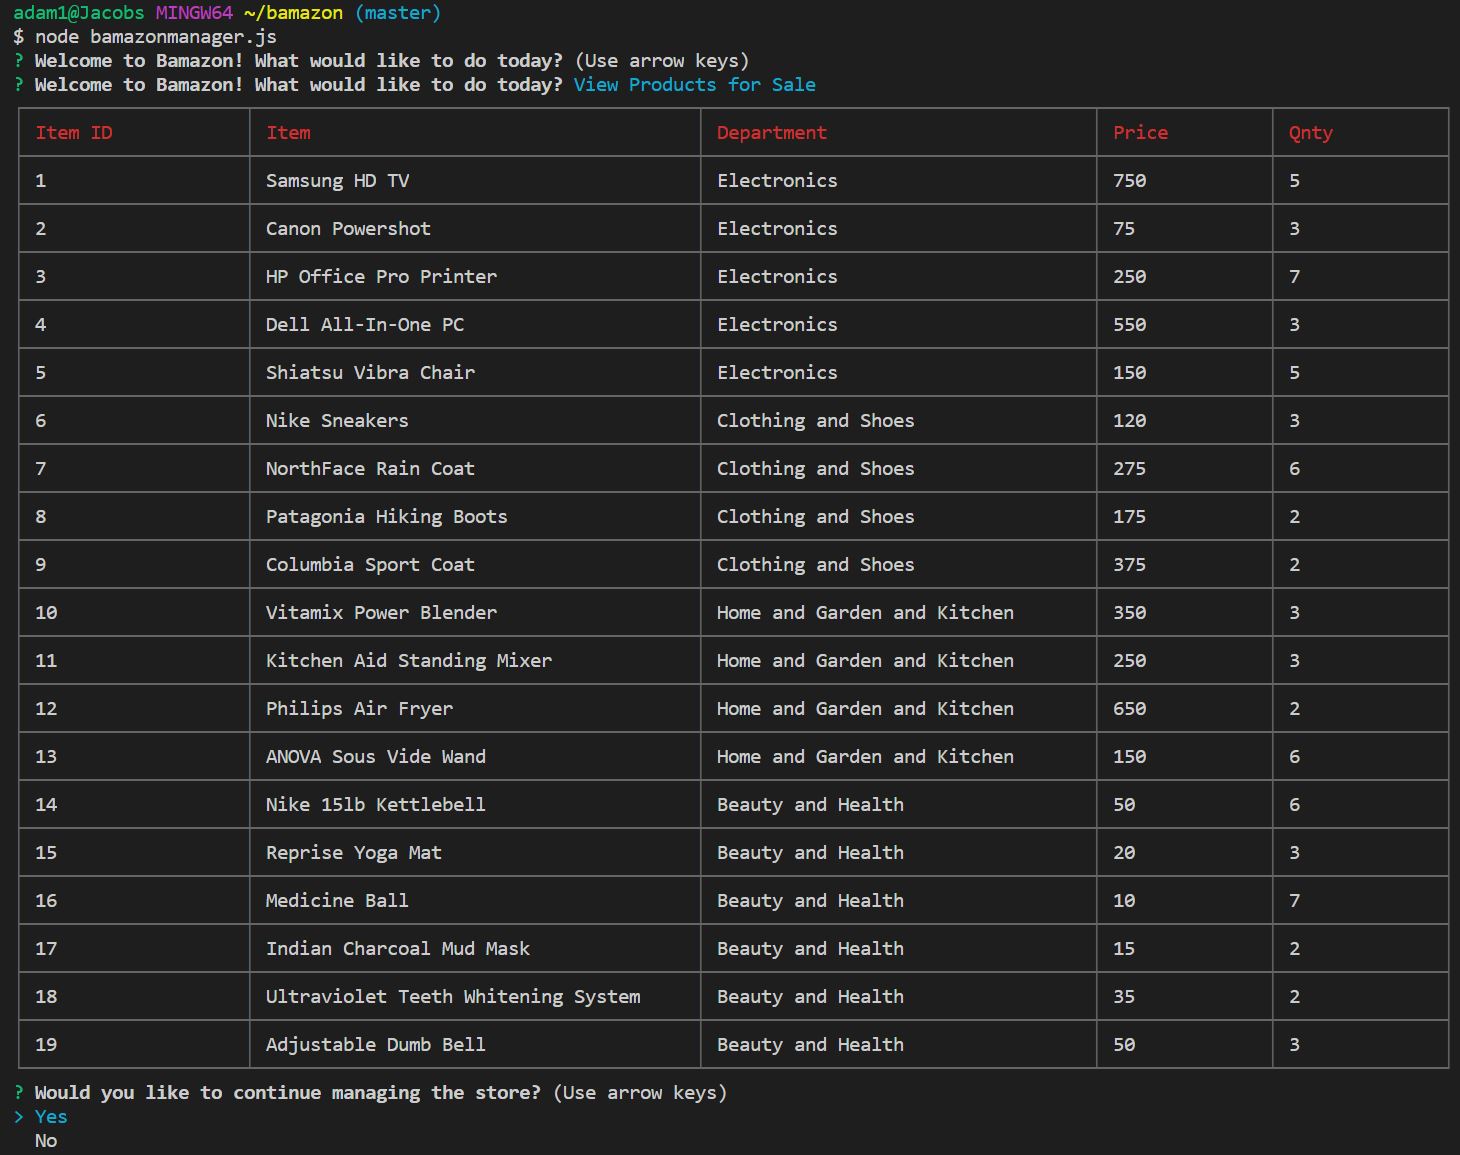 adam1@Jacobs MINGW64 ~/bamazon (master)
$ node bamazonmanager.js
? Welcome to Bamazon! What would like to do today? (Use arrow keys)
? Welcome to Bamazon! What would like to do today? View Products for Sale
Item ID Item Department Price Qnty
1 Samsung HD TV Electronics 750 5
2 Canon Powershot Electronics 75 3
3 HP Office Pro Printer Electronics 250 7
4 Dell All-In-One PC Electronics 550 3
5 Shiatsu Vibra Chair Electronics 150 5
6 Nike Sneakers Clothing and Shoes 120 3
7 NorthFace Rain Coat Clothing and Shoes 275 6
8 Patagonia Hiking Boots Clothing and Shoes 175 2
9 Columbia Sport Coat Clothing and Shoes 375 2
10 Vitamix Power Blender Home and Garden and Kitchen 350 3
11 Kitchen Aid Standing Mixer Home and Garden and Kitchen 250 3
12 Philips Air Fryer Home and Garden and Kitchen 650 2
13 ANOVA Sous Vide Wand Home and Garden and Kitchen 150 6
14 Nike 15lb Kettlebell Beauty and Health 50 6
15 Reprise Yoga Mat Beauty and Health 20 3
16 Medicine Ball Beauty and Health 10 7
17 Indian Charcoal Mud Mask Beauty and Health 15 2
18 Ultraviolet Teeth Whitening System Beauty and Health 35 2
19 Adjustable Dumb Bell Beauty and Health 50 3
? Would you like to continue managing the store? (Use arrow keys)
> Yes
No